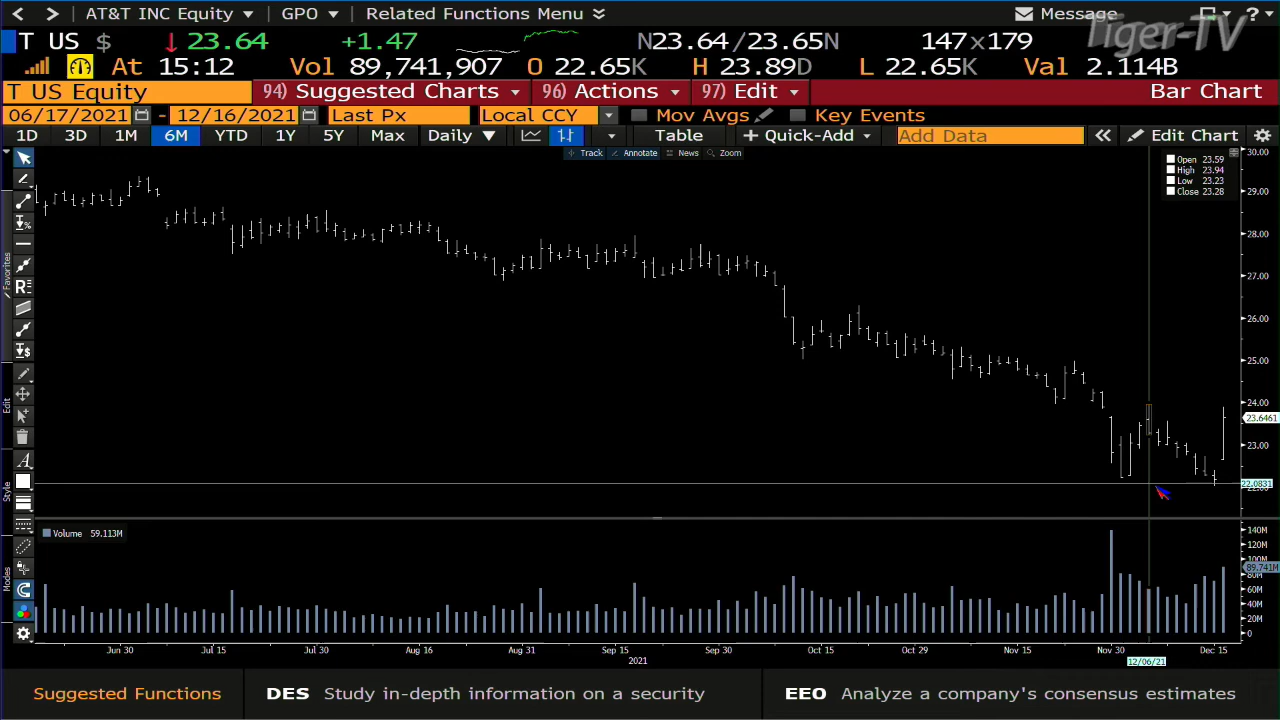 AT&T INC Equity GPO Related Functions Menu Message ?
Tiger-TV
T US $ 23.64 +1.47 N23.64/23.65N 147x179
At 15:12 Vol 89,741,907 O 22.65K H 23.89D L 22.65K Val 2.114B
T US Equity 94) Suggested Charts 96) Actions 97) Edit Bar Chart
06/17/2021 - 12/16/2021 Last Px Local CCY Mov Avgs Key Events
1D 3D 1M 6M YTD 1Y 5Y Max Daily Table + Quick-Add Add Data « Edit Chart
Track Annotate News Zoom
Open 23.59
High 23.94
Low 23.23
Close 23.28
30.00
29.00
28.00
27.00
26.00
25.00
24.00
23.6461
23.00
22.0831
Favorites
Edit
Style
Modes
Volume 59.113M
140M
120M
89.741M
80M
60M
40M
20M
0
Jun 30 Jul 15 Jul 30 Aug 16 Aug 31 Sep 15 Sep 30 Oct 15 Oct 29 Nov 15 Nov 30 Dec 15
2021 12/06/21
Suggested Functions DES Study in-depth information on a security EEO Analyze a company's consensus estimates